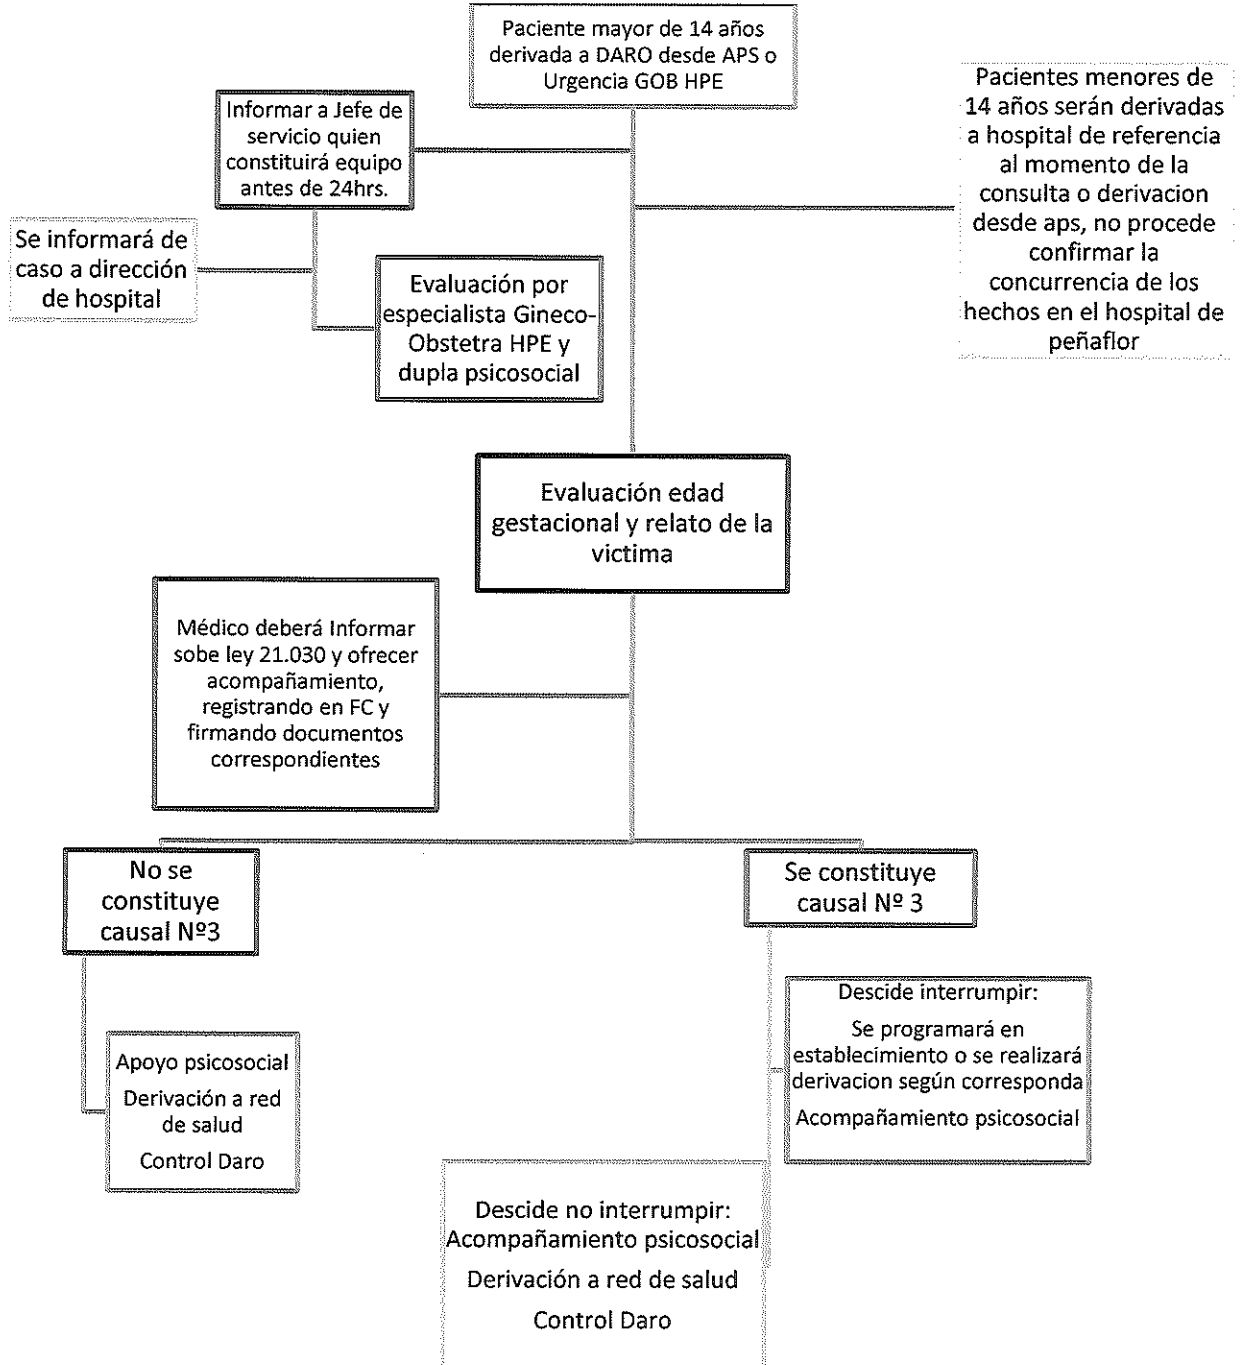 Paciente mayor de 14 años
derivada a DARO desde APS o
Urgencia GOB HPE
Pacientes menores de
14 años serán derivadas
a hospital de referencia
al momento de la
consulta o derivacion
desde aps, no procede
confirmar la
concurrencia de los
hechos en el hospital de
peñaflor
Informar a Jefe de
servicio quien
constituirá equipo
antes de 24hrs.
Se informará de
caso a dirección
de hospital
Evaluación por
especialista Gineco-
Obstetra HPE y
dupla psicosocial
Evaluación edad
gestacional y relato de la
victima
Médico deberá Informar
sobe ley 21.030 y ofrecer
acompañamiento,
registrando en FC y
firmando documentos
correspondientes
No se
constituye
causal Nº3
Se constituye
causal Nº 3
Apoyo psicosocial
Derivación a red
de salud
Control Daro
Descide interrumpir:
Se programará en
establecimiento o se realizará
derivacion según corresponda
Acompañamiento psicosocial
Descide no interrumpir:
Acompañamiento psicosocial
Derivación a red de salud
Control Daro